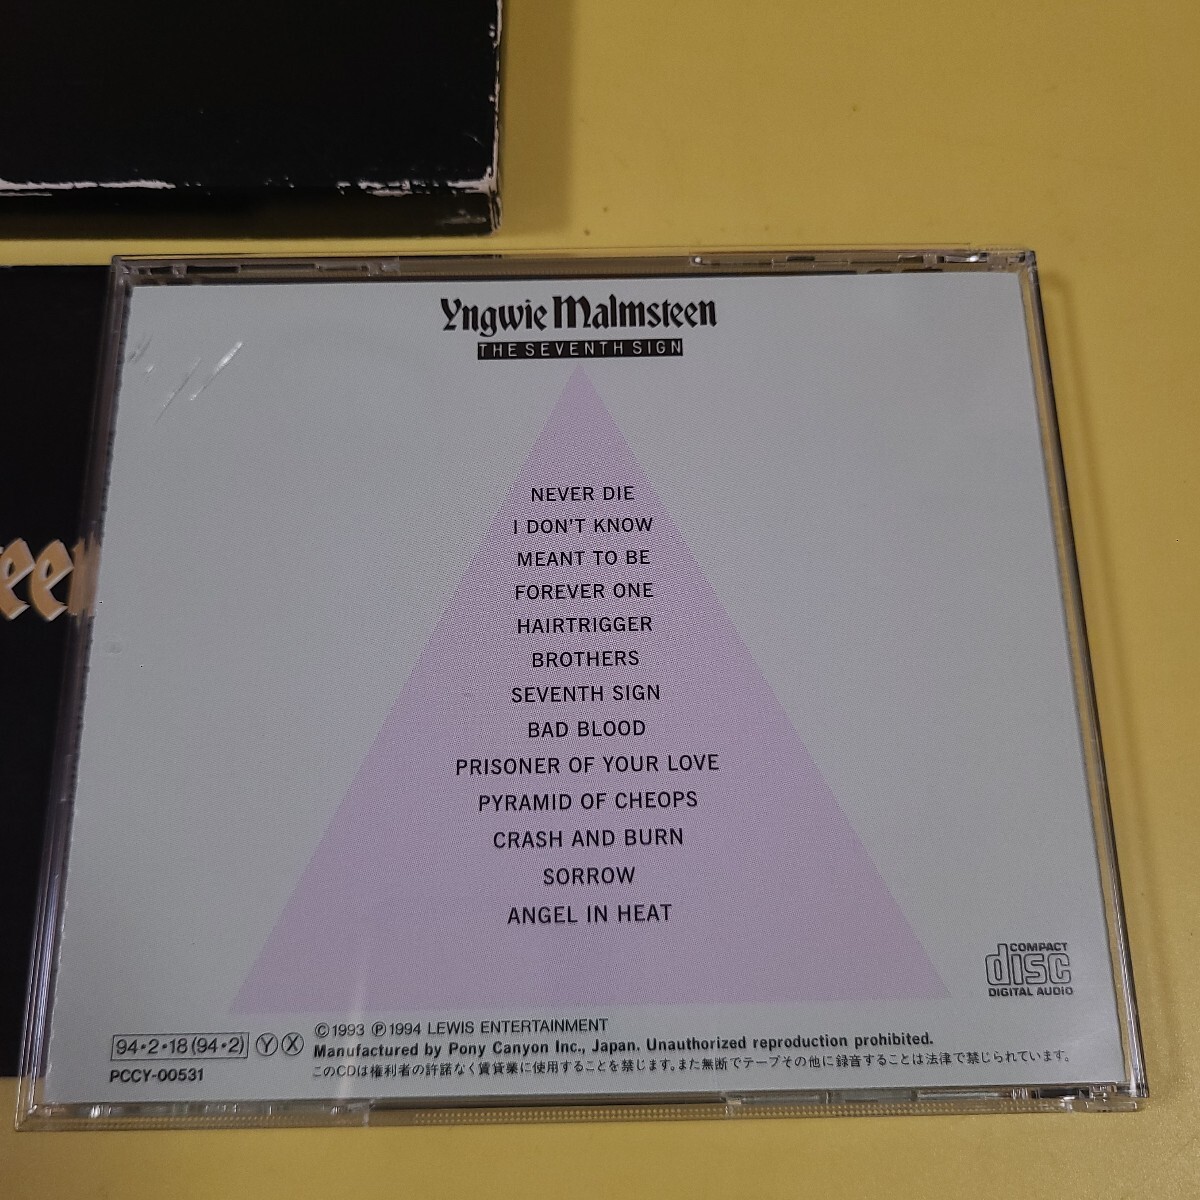 Yngwie Malmsteen
THE SEVENTH SIGN
NEVER DIE
I DON'T KNOW
MEANT TO BE
FOREVER ONE
HAIRTRIGGER
BROTHERS
SEVENTH SIGN
BAD BLOOD
PRISONER OF YOUR LOVE
PYRAMID OF CHEOPS
CRASH AND BURN
SORROW
ANGEL IN HEAT
COMPACT
disc
DIGITAL AUDIO
©1993 ℗1994 LEWIS ENTERTAINMENT
94・2・18(94・2) Ⓨ Ⓧ Manufactured by Pony Canyon Inc., Japan. Unauthorized reproduction prohibited.
PCCY-00531 このCDは権利者の許諾なく賃貸業に使用することを禁じます。また無断でテープその他に録音することは法律で禁じられています。